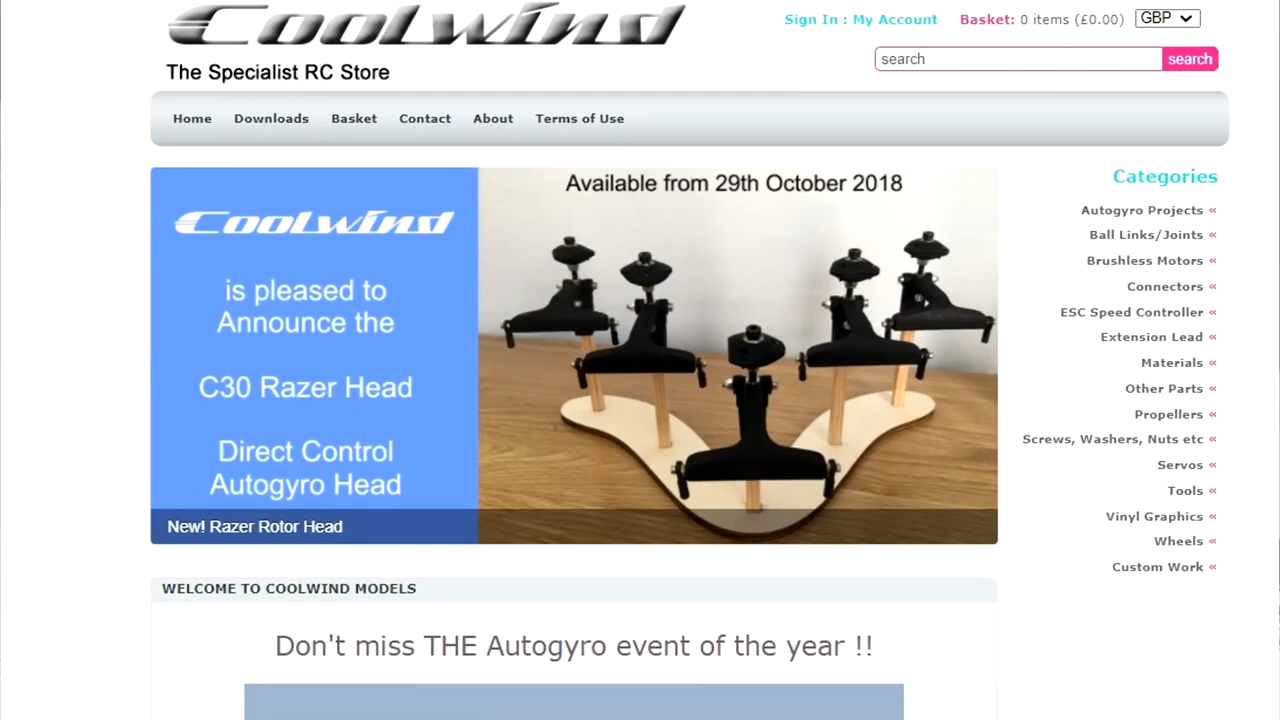 Coolwind
The Specialist RC Store
Sign In : My Account Basket: 0 items (£0.00) GBP
search search
Home Downloads Basket Contact About Terms of Use
Coolwind
is pleased to
Announce the
C30 Razer Head
Direct Control
Autogyro Head
New! Razer Rotor Head
Available from 29th October 2018
Categories
Autogyro Projects «
Ball Links/Joints «
Brushless Motors «
Connectors «
ESC Speed Controller «
Extension Lead «
Materials «
Other Parts «
Propellers «
Screws, Washers, Nuts etc «
Servos «
Tools «
Vinyl Graphics «
Wheels «
Custom Work «
WELCOME TO COOLWIND MODELS
Don't miss THE Autogyro event of the year !!